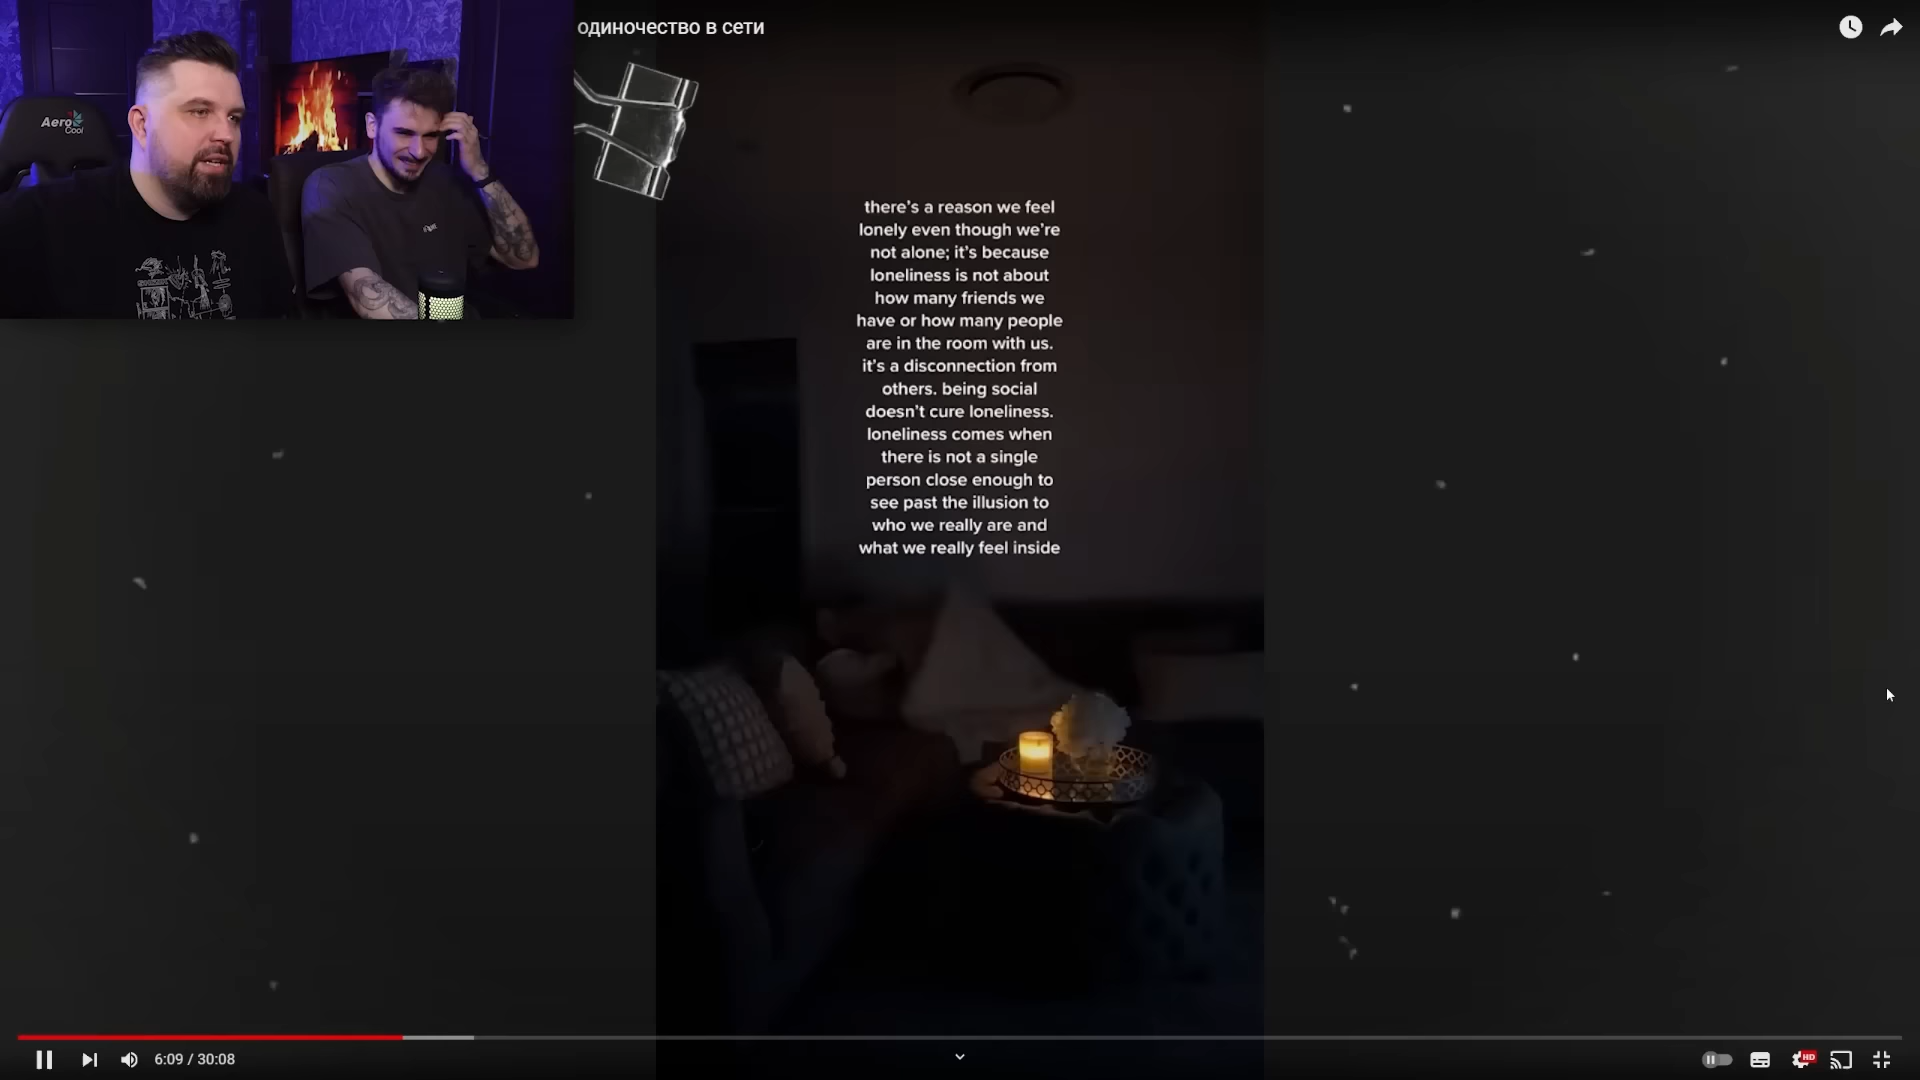 одиночество в сети
Aero
Cool
there's a reason we feel
lonely even though we're
not alone; it's because
loneliness is not about
how many friends we
have or how many people
are in the room with us.
it's a disconnection from
others. being social
doesn't cure loneliness.
loneliness comes when
there is not a single
person close enough to
see past the illusion to
who we really are and
what we really feel inside
6:09 / 30:08
HD